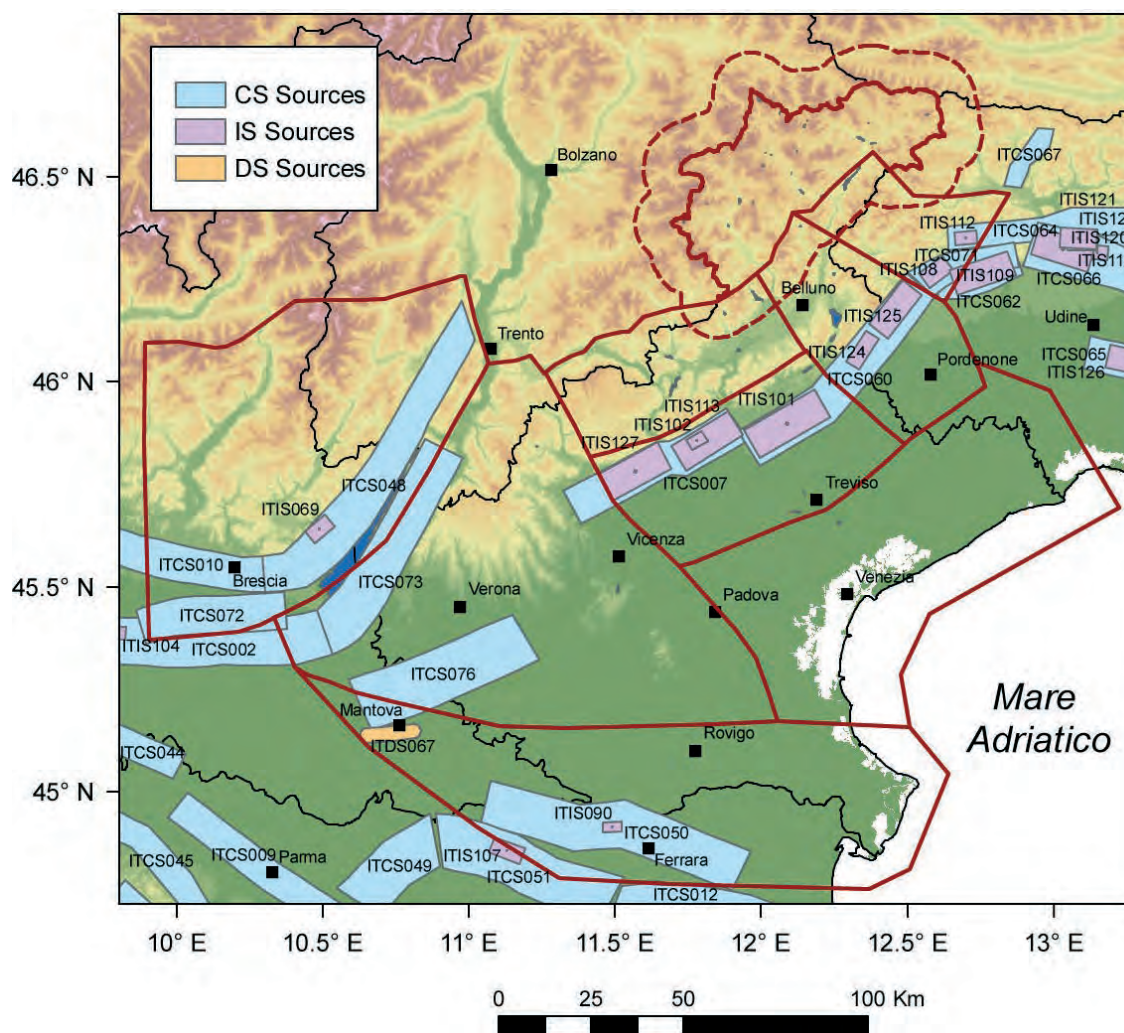 CS Sources
IS Sources
DS Sources
46.5° N
46° N
45.5° N
45° N
Bolzano
ITCS067
ITIS121
ITIS112
ITCS064
ITIS12
ITIS120
ITCS071
ITIS11
ITIS108
ITIS109
ITCS066
Belluno
ITCS062
ITIS125
Udine
Trento
ITIS124
ITCS065
Pordenone
ITIS126
ITCS060
ITIS113
ITIS101
ITIS102
ITIS127
ITCS048
ITCS007
Treviso
ITIS069
Vicenza
ITCS010
Brescia
ITCS073
Verona
Venezia
Padova
ITCS072
ITIS104
ITCS002
ITCS076
Mantova
ITDS067
Rovigo
Mare
Adriatico
ITCS044
ITIS090
ITCS050
ITCS045
ITCS009
Parma
ITCS049
ITIS107
ITCS051
Ferrara
ITCS012
10° E
10.5° E
11° E
11.5° E
12° E
12.5° E
13° E
0
25
50
100 Km